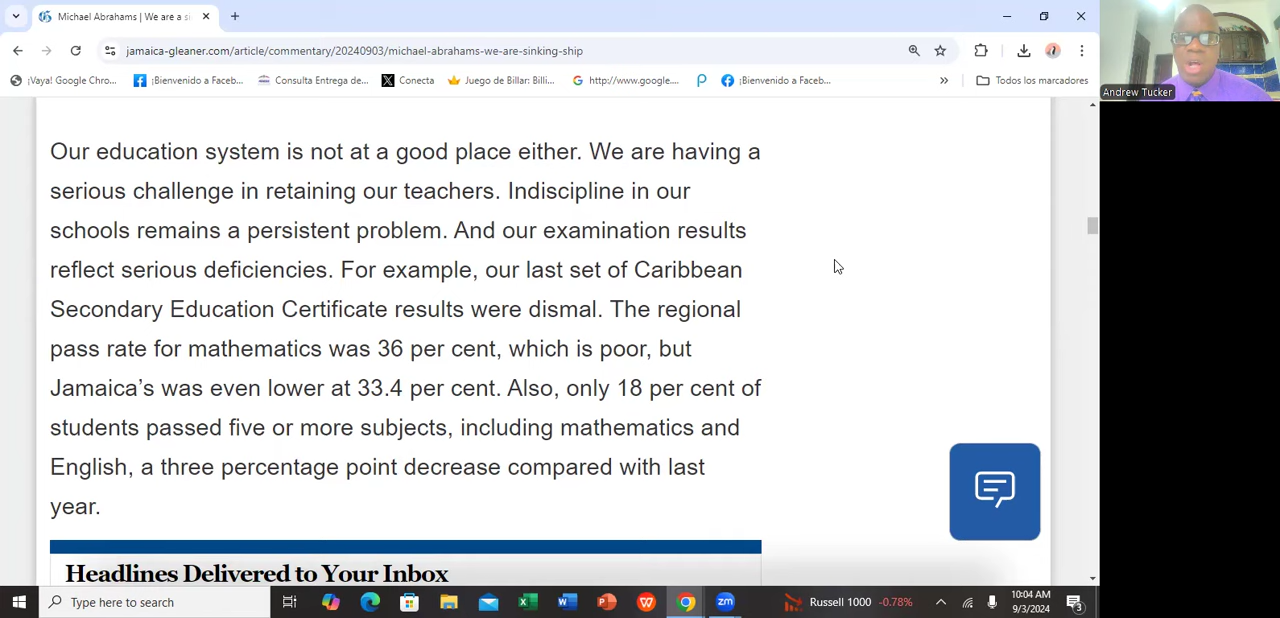 Michael Abrahams | We are a si
jamaica-gleaner.com/article/commentary/20240903/michael-abrahams-we-are-sinking-ship
¡Vaya! Google Chro...
¡Bienvenido a Faceb...
Consulta Entrega de...
Conecta
Juego de Billar: Billi...
http://www.google....
¡Bienvenido a Faceb...
»
Todos los marcadores
Andrew Tucker
Our education system is not at a good place either. We are having a
serious challenge in retaining our teachers. Indiscipline in our
schools remains a persistent problem. And our examination results
reflect serious deficiencies. For example, our last set of Caribbean
Secondary Education Certificate results were dismal. The regional
pass rate for mathematics was 36 per cent, which is poor, but
Jamaica’s was even lower at 33.4 per cent. Also, only 18 per cent of
students passed five or more subjects, including mathematics and
English, a three percentage point decrease compared with last
year.
Headlines Delivered to Your Inbox
Type here to search
Russell 1000 -0.78%
10:04 AM
9/3/2024
3